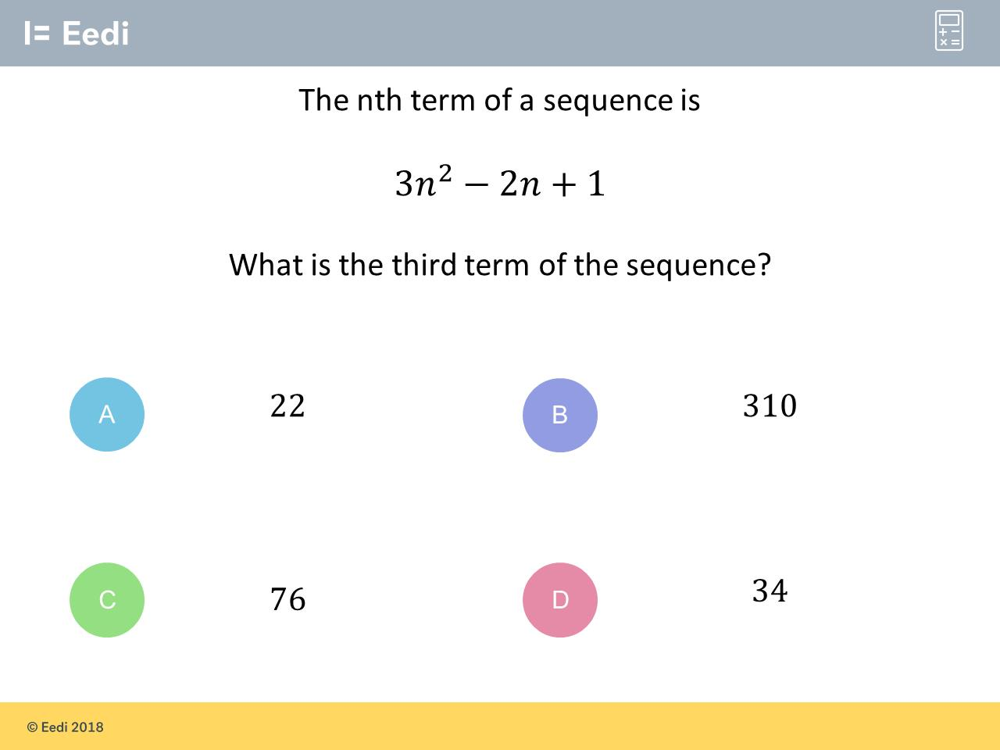 Eedi
The nth term of a sequence is
3n² − 2n + 1
What is the third term of the sequence?
A 22
B 310
C 76
D 34
© Eedi 2018